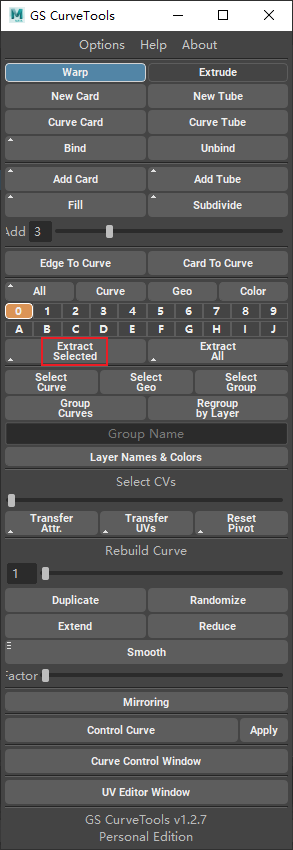 GS CurveTools
Options Help About
Warp Extrude
New Card New Tube
Curve Card Curve Tube
Bind Unbind
Add Card Add Tube
Fill Subdivide
Add 3
Edge To Curve Card To Curve
All Curve Geo Color
0 1 2 3 4 5 6 7 8 9
A B C D E F G H I J
Extract Selected Extract All
Select Curve Select Geo Select Group
Group Curves Regroup by Layer
Group Name
Layer Names & Colors
Select CVs
Transfer Attr. Transfer UVs Reset Pivot
Rebuild Curve
1
Duplicate Randomize
Extend Reduce
Smooth
Factor
Mirroring
Control Curve Apply
Curve Control Window
UV Editor Window
GS CurveTools v1.2.7
Personal Edition